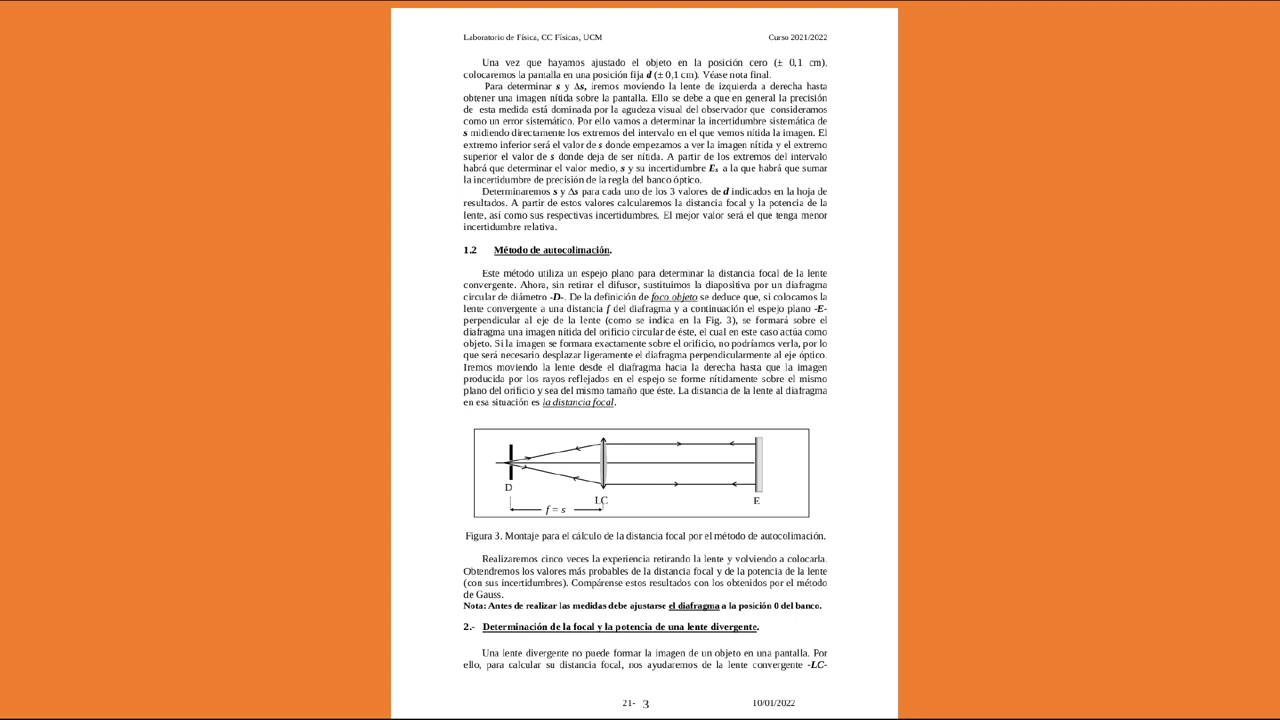 Laboratorio de Física, CC Físicas, UCM Curso 2021/2022
Una vez que hayamos ajustado el objeto en la posición cero (± 0,1 cm),
colocaremos la pantalla en una posición fija d (± 0,1 cm). Véase nota final.
Para determinar s y Δs, iremos moviendo la lente de izquierda a derecha hasta
obtener una imagen nítida sobre la pantalla. Ello se debe a que en general la precisión
de esta medida está dominada por la agudeza visual del observador que consideramos
como un error sistemático. Por ello vamos a determinar la incertidumbre sistemática de
s midiendo directamente los extremos del intervalo en el que vemos nítida la imagen. El
extremo inferior será el valor de s donde empezamos a ver la imagen nítida y el extremo
superior el valor de s donde deja de ser nítida. A partir de los extremos del intervalo
habrá que determinar el valor medio, s y su incertidumbre Es a la que habrá que sumar
la incertidumbre de precisión de la regla del banco óptico.
Determinaremos s y Δs para cada uno de los 3 valores de d indicados en la hoja de
resultados. A partir de estos valores calcularemos la distancia focal y la potencia de la
lente, así como sus respectivas incertidumbres. El mejor valor será el que tenga menor
incertidumbre relativa.
1.2 Método de autocolimación.
Este método utiliza un espejo plano para determinar la distancia focal de la lente
convergente. Ahora, sin retirar el difusor, sustituimos la diapositiva por un diafragma
circular de diámetro -D-. De la definición de foco objeto se deduce que, si colocamos la
lente convergente a una distancia f del diafragma y a continuación el espejo plano -E-
perpendicular al eje de la lente (como se indica en la Fig. 3), se formará sobre el
diafragma una imagen nítida del orificio circular de éste, el cual en este caso actúa como
objeto. Si la imagen se formara exactamente sobre el orificio, no podríamos verla, por lo
que será necesario desplazar ligeramente el diafragma perpendicularmente al eje óptico.
Iremos moviendo la lente desde el diafragma hacia la derecha hasta que la imagen
producida por los rayos reflejados en el espejo se forme nítidamente sobre el mismo
plano del orificio y sea del mismo tamaño que éste. La distancia de la lente al diafragma
en esa situación es la distancia focal.
D
LC
E
f = s
Figura 3. Montaje para el cálculo de la distancia focal por el método de autocolimación.
Realizaremos cinco veces la experiencia retirando la lente y volviendo a colocarla.
Obtendremos los valores más probables de la distancia focal y de la potencia de la lente
(con sus incertidumbres). Compárense estos resultados con los obtenidos por el método
de Gauss.
Nota: Antes de realizar las medidas debe ajustarse el diafragma a la posición 0 del banco.
2.- Determinación de la focal y la potencia de una lente divergente.
Una lente divergente no puede formar la imagen de un objeto en una pantalla. Por
ello, para calcular su distancia focal, nos ayudaremos de la lente convergente -LC-
21- 3 10/01/2022